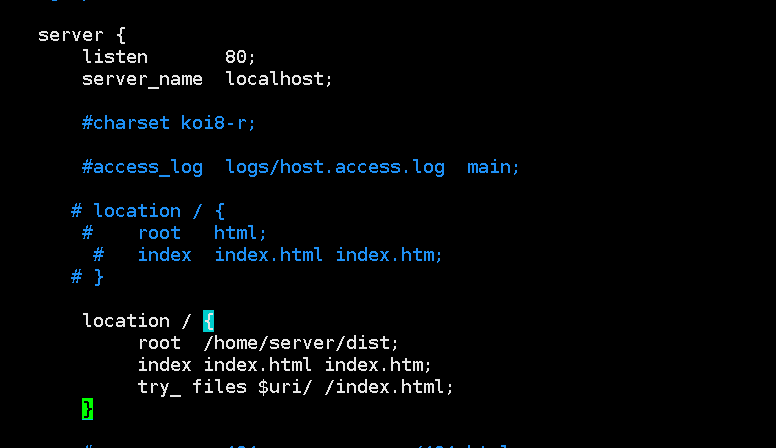 server {
listen 80;
server_name localhost;
#charset koi8-r;
#access_log logs/host.access.log main;
# location / {
# root html;
# index index.html index.htm;
# }
location / {
root /home/server/dist;
index index.html index.htm;
try_ files $uri/ /index.html;
}